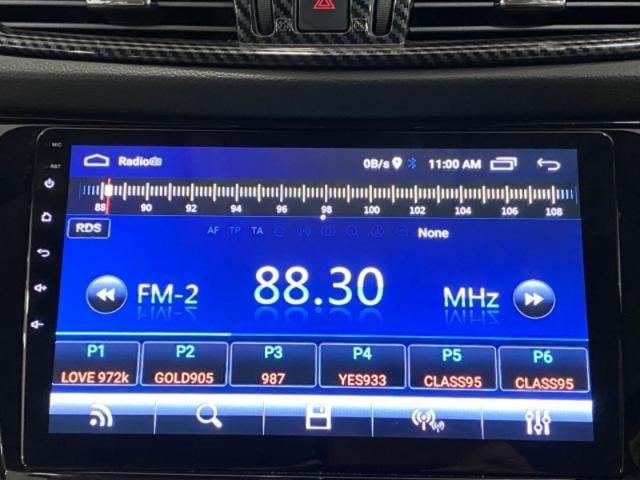 MIC
RST
Radio
0B/s 11:00 AM
88 90 92 94 96 98 100 102 104 106 108
RDS AF TP TA None
FM-2 88.30 MHz
P1 P2 P3 P4 P5 P6
LOVE 972k GOLD905 987 YES933 CLASS95 CLASS95